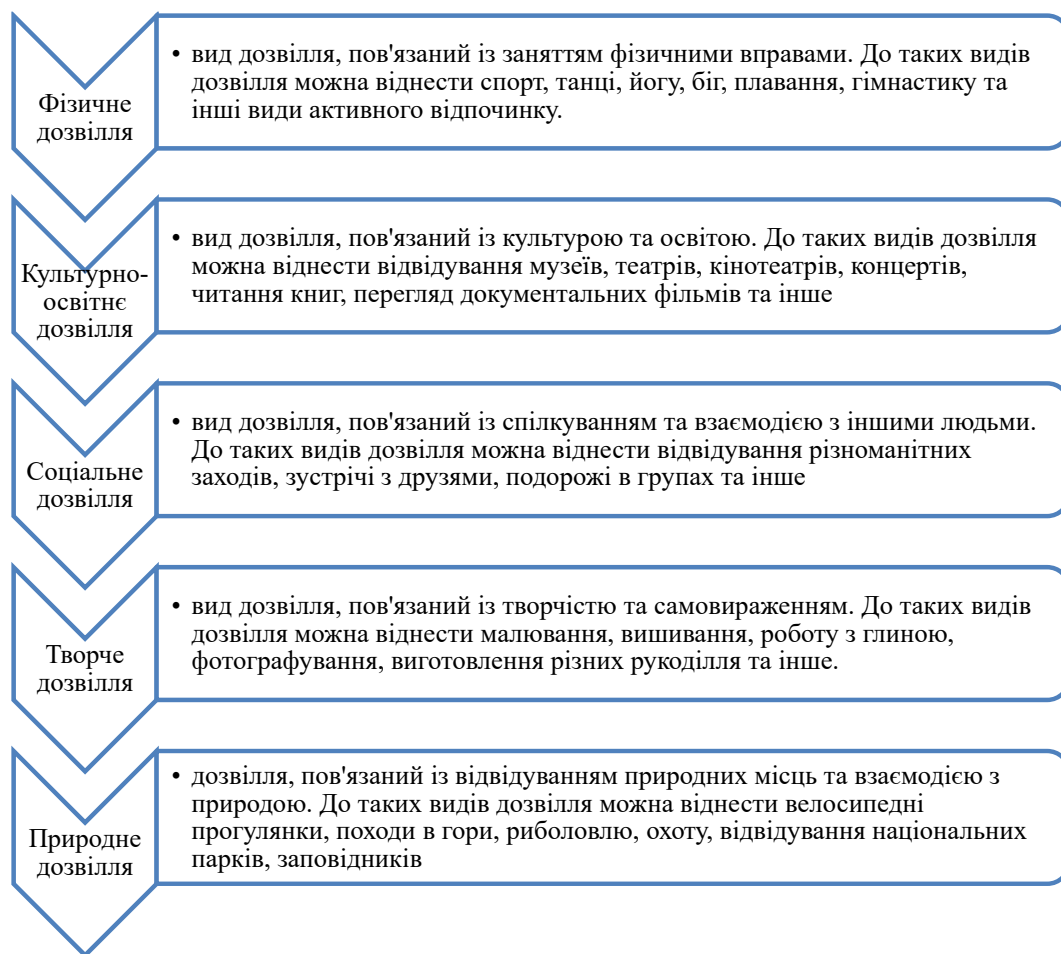 Фізичне
дозвілля
• вид дозвілля, пов'язаний із заняттям фізичними вправами. До таких видів
дозвілля можна віднести спорт, танці, йогу, біг, плавання, гімнастику та
інші види активного відпочинку.
Культурно-
освітнє
дозвілля
• вид дозвілля, пов'язаний із культурою та освітою. До таких видів дозвілля
можна віднести відвідування музеїв, театрів, кінотеатрів, концертів,
читання книг, перегляд документальних фільмів та інше
Соціальне
дозвілля
• вид дозвілля, пов'язаний із спілкуванням та взаємодією з іншими людьми.
До таких видів дозвілля можна віднести відвідування різноманітних
заходів, зустрічі з друзями, подорожі в групах та інше
Творче
дозвілля
• вид дозвілля, пов'язаний із творчістю та самовираженням. До таких видів
дозвілля можна віднести малювання, вишивання, роботу з глиною,
фотографування, виготовлення різних рукоділля та інше.
Природне
дозвілля
• дозвілля, пов'язаний із відвідуванням природних місць та взаємодією з
природою. До таких видів дозвілля можна віднести велосипедні
прогулянки, походи в гори, риболовлю, охоту, відвідування національних
парків, заповідників